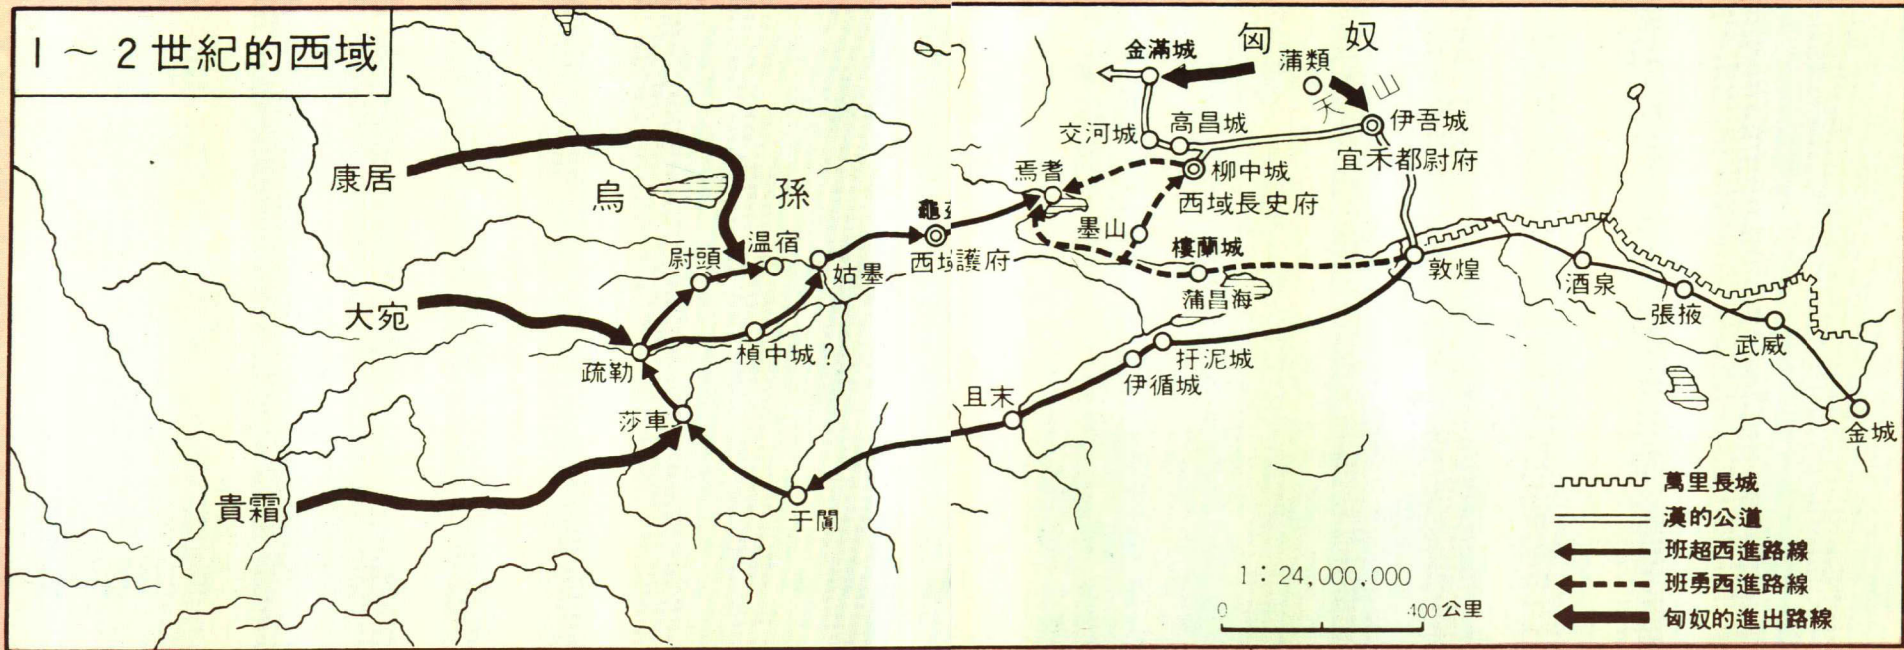 1～2世紀的西域
匈奴
金滿城
蒲類
天山
交河城
高昌城
伊吾城
宜禾都尉府
焉耆
柳中城
西域長史府
墨山
樓蘭城
蒲昌海
康居
烏孫
龜茲
西域護府
尉頭
温宿
姑墨
大宛
疏勒
楨中城？
莎車
貴霜
于闐
且末
伊循城
扜泥城
敦煌
酒泉
張掖
武威
金城
萬里長城
漢的公道
班超西進路線
班勇西進路線
匈奴的進出路線
1：24,000,000
0 400公里